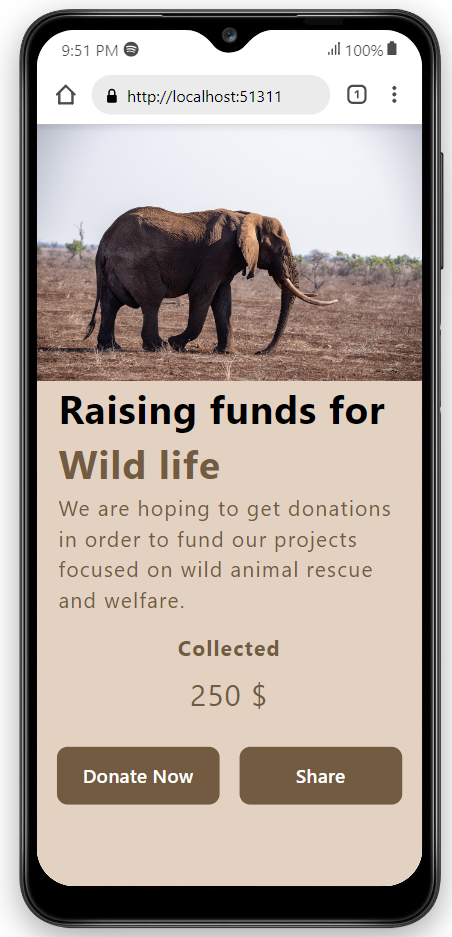 9:51 PM
100%
http://localhost:51311
1
Raising funds for
Wild life
We are hoping to get donations
in order to fund our projects
focused on wild animal rescue
and welfare.
Collected
250 $
Donate Now
Share